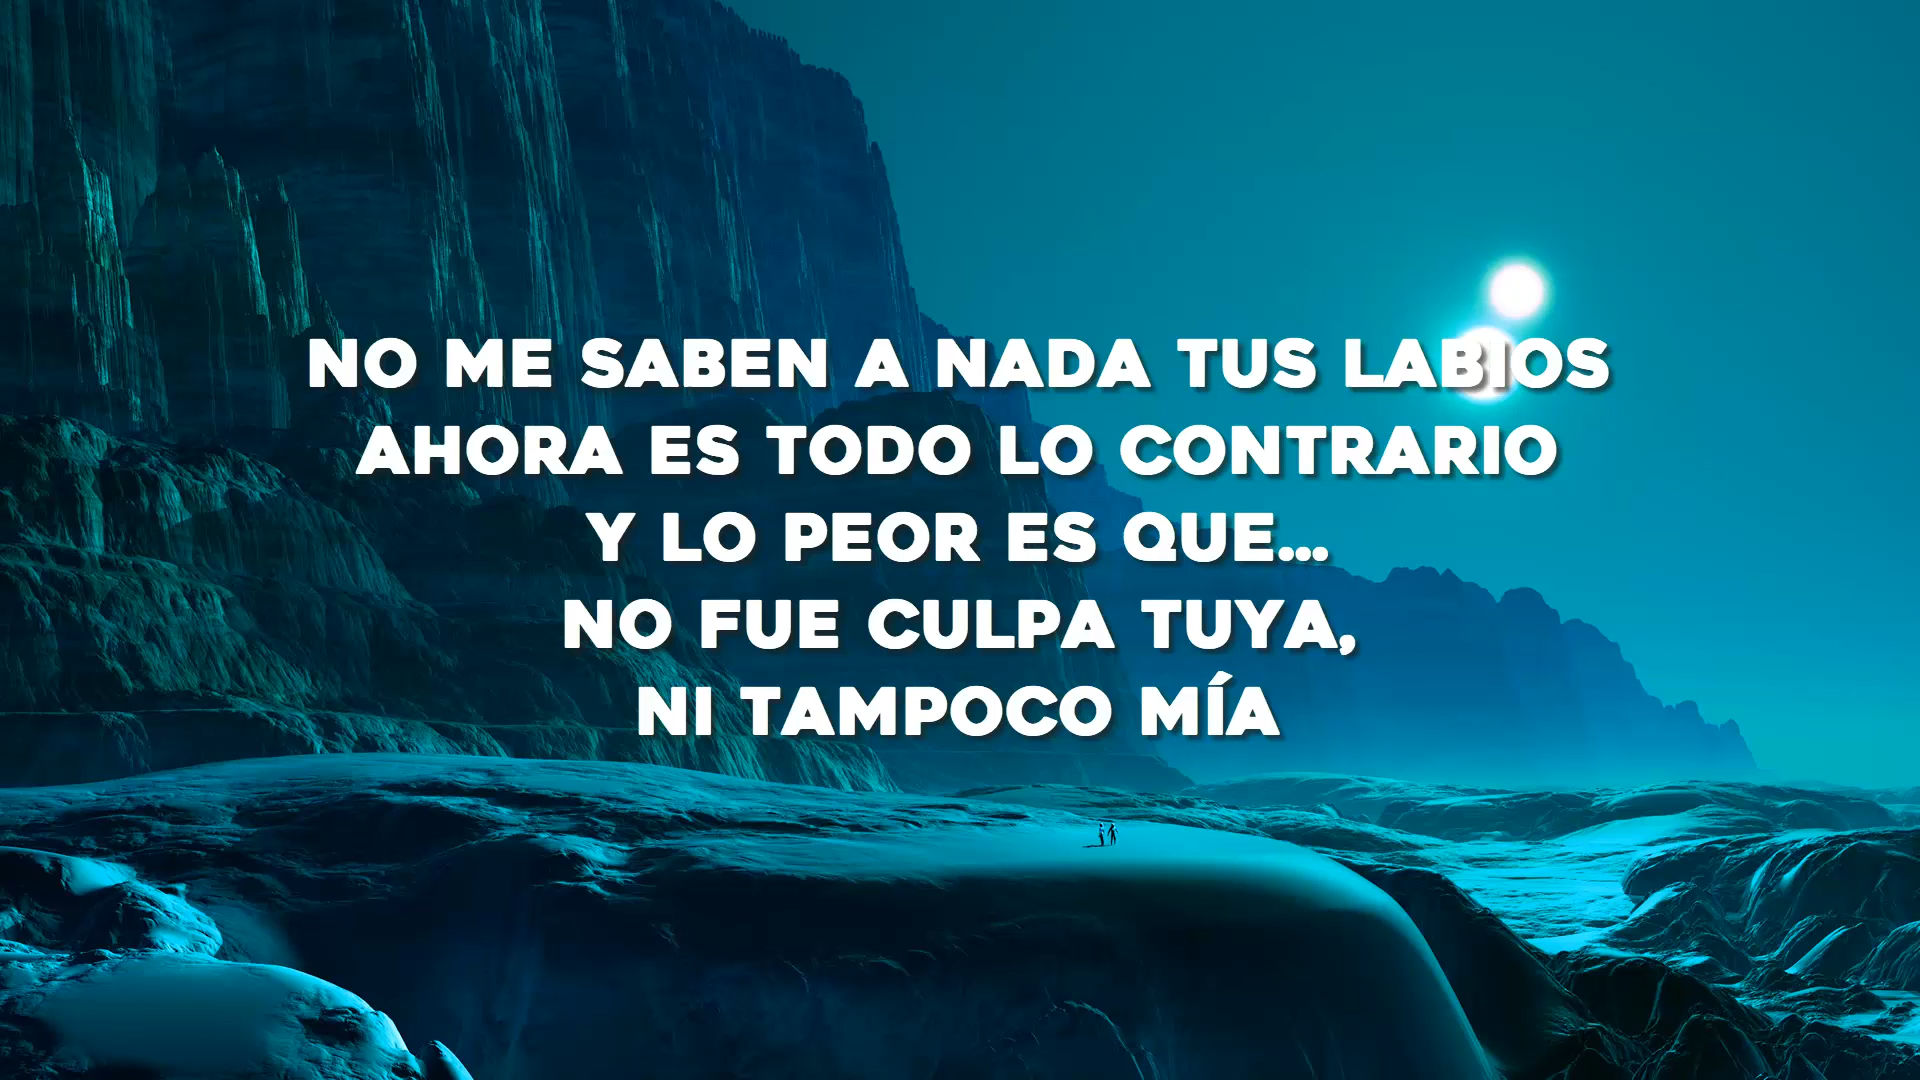 NO ME SABEN A NADA TUS LABIOS
AHORA ES TODO LO CONTRARIO
Y LO PEOR ES QUE...
NO FUE CULPA TUYA,
NI TAMPOCO MÍA